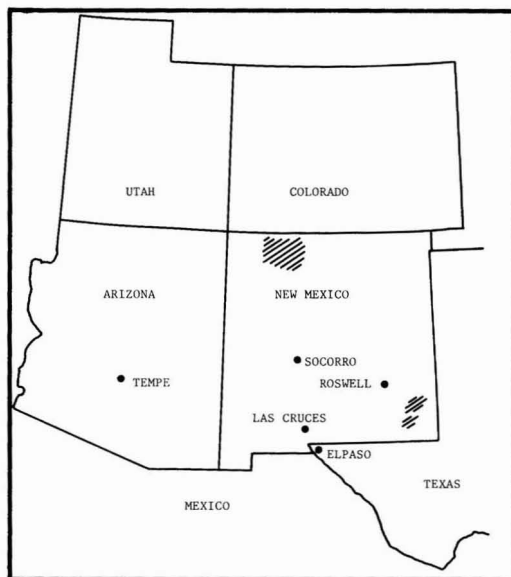 UTAH
COLORADO
ARIZONA
NEW MEXICO
SOCORRO
TEMPE
ROSWELL
LAS CRUCES
ELPASO
TEXAS
MEXICO